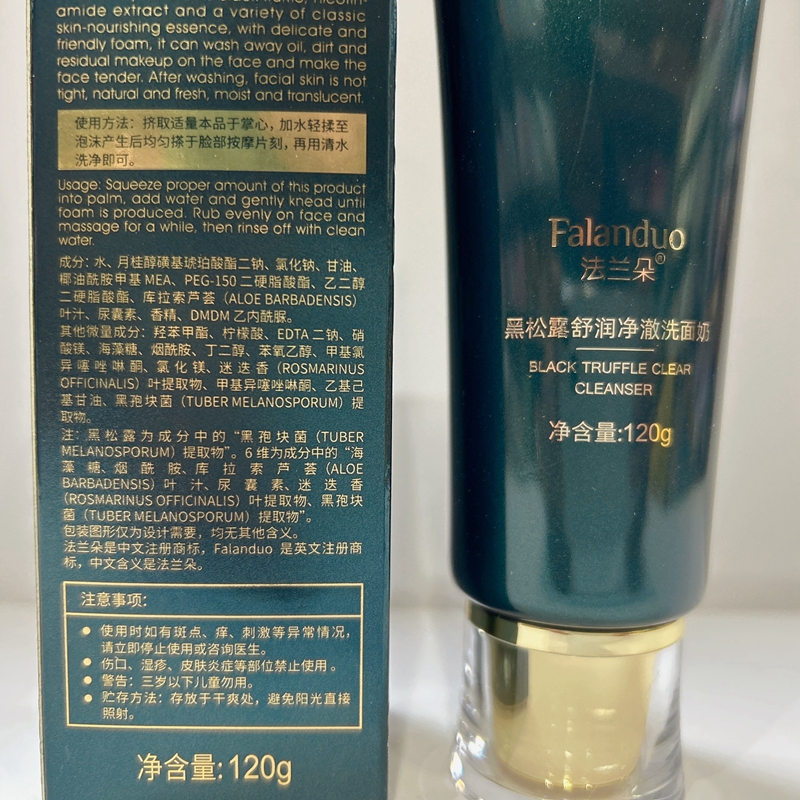 amide extract and a variety of classic
skin-nourishing essence, with delicate and
friendly foam, it can wash away oil, dirt and
residual makeup on the face and make the
face tender. After washing, facial skin is not
tight, natural and fresh, moist and translucent.
使用方法：挤取适量本品于掌心，加水轻揉至
泡沫产生后均匀搽于脸部按摩片刻，再用清水
洗净即可。
Usage: Squeeze proper amount of this product
into palm, add water and gently knead until
foam is produced. Rub evenly on face and
massage for a while, then rinse off with clean
water.
成分：水、月桂醇磺基琥珀酸酯二钠、氯化钠、甘油、
椰油酰胺甲基 MEA、PEG-150 二硬脂酸酯、乙二醇
二硬脂酸酯、库拉索芦荟（ALOE BARBADENSIS）
叶汁、尿囊素、香精、DMDM 乙内酰脲。
其他微量成分：羟苯甲酯、柠檬酸、EDTA 二钠、硝
酸镁、海藻糖、烟酰胺、丁二醇、苯氧乙醇、甲基氯
异噻唑啉酮、氯化镁、迷迭香（ROSMARINUS
OFFICINALIS）叶提取物、甲基异噻唑啉酮、乙基己
基甘油、黑孢块菌（TUBER MELANOSPORUM）提
取物。
注：黑松露为成分中的“黑孢块菌（TUBER
MELANOSPORUM）提取物”。6 维为成分中的“海
藻糖、烟酰胺、库拉索芦荟（ALOE
BARBADENSIS）叶汁、尿囊素、迷迭香
（ROSMARINUS OFFICINALIS）叶提取物、黑孢块
菌（TUBER MELANOSPORUM）提取物”。
包装图形仅为设计需要，均无其他含义。
法兰朵是中文注册商标，Falanduo 是英文注册商
标，中文含义是法兰朵。
注意事项：
● 使用时如有斑点、痒、刺激等异常情况，
请立即停止使用或咨询医生。
● 伤口、湿疹、皮肤炎症等部位禁止使用。
● 警告：三岁以下儿童勿用。
● 贮存方法：存放于干爽处，避免阳光直接
照射。
净含量：120g
Falanduo
法兰朵®
黑松露舒润净澈洗面奶
BLACK TRUFFLE CLEAR
CLEANSER
净含量:120g